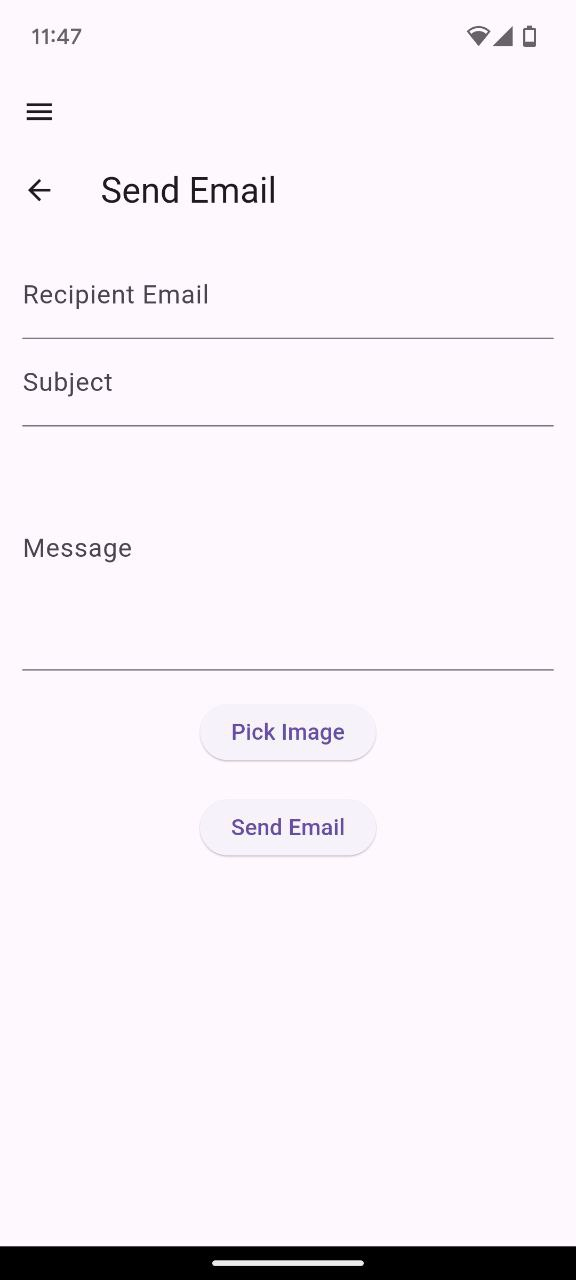 11:47
Send Email
Recipient Email
Subject
Message
Pick Image
Send Email